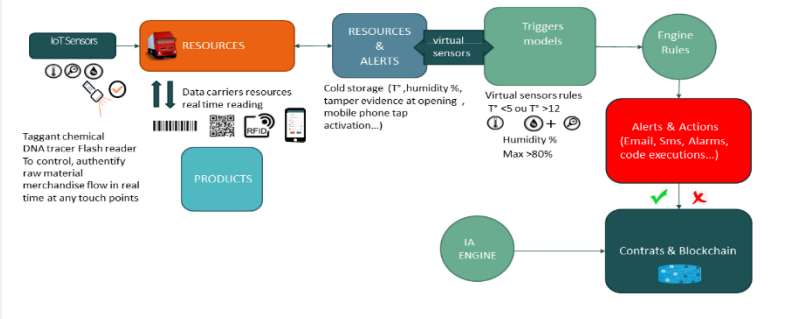 IoT Sensors
RESOURCES
RESOURCES
&
ALERTS
virtual
sensors
Triggers
models
Engine
Rules
Data carriers resources
real time reading
RFID
Cold storage (T° ,humidity %,
tamper evidence at opening ,
mobile phone tap
activation...)
Virtual sensors rules
T° <5 ou T° >12
+
Humidity %
Max >80%
Taggant chemical
DNA tracer Flash reader
To control, authentify
raw material
merchandise flow in real
time at any touch points
PRODUCTS
Alerts & Actions
(Email, Sms, Alarms,
code executions...)
IA
ENGINE
Contrats & Blockchain